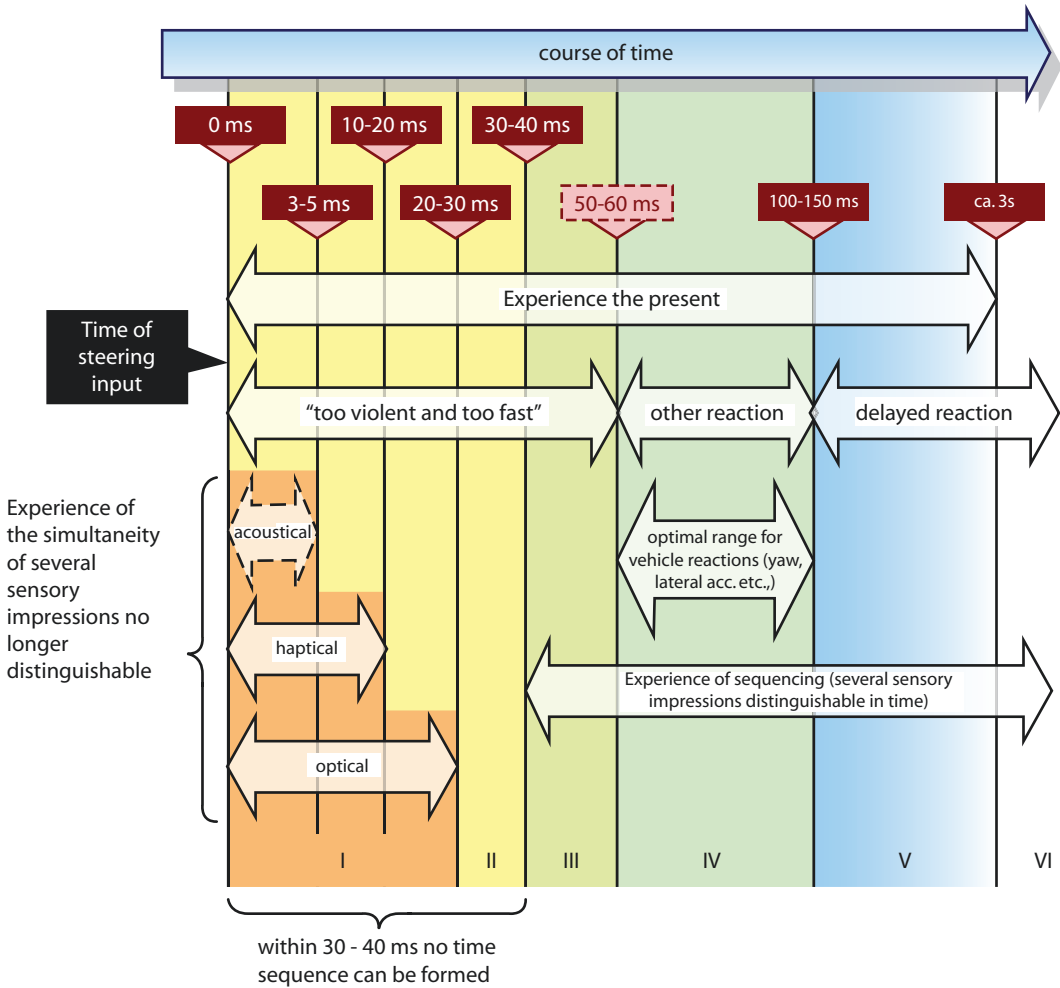 course of time
0 ms
10-20 ms
30-40 ms
3-5 ms
20-30 ms
50-60 ms
100-150 ms
ca. 3s
Experience the present
Time of
steering
input
“too violent and too fast”
other reaction
delayed reaction
Experience of
the simultaneity
of several
sensory
impressions no
longer
distinguishable
acoustical
optimal range for
vehicle reactions (yaw,
lateral acc. etc.,)
haptical
Experience of sequencing (several sensory
impressions distinguishable in time)
optical
I
II
III
IV
V
VI
within 30 - 40 ms no time
sequence can be formed